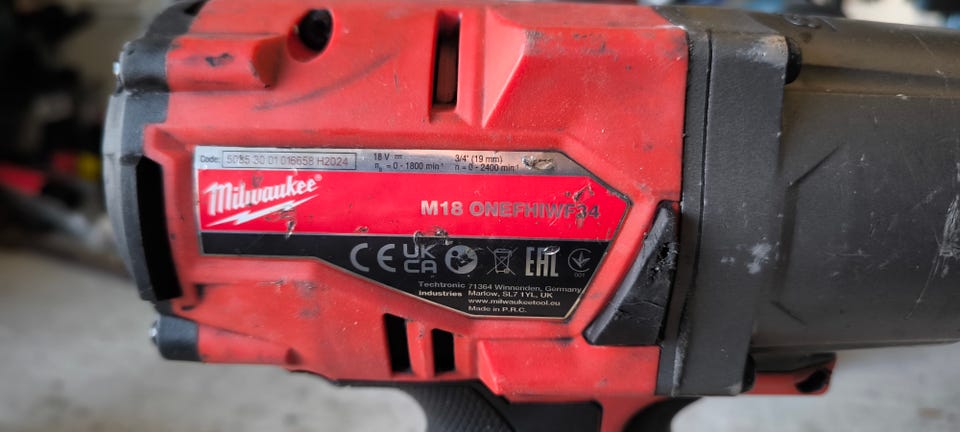 Code: 5085 30 01 016658 H2024
18 V
n₀ = 0 - 1800 min⁻¹
3/4" (19 mm)
n = 0 - 2400 min⁻¹
Milwaukee®
M18 ONEFHIWF34
CE UK CA EAC
001
Techtronic Industries
71364 Winnenden, Germany
Marlow, SL7 1YL, UK
www.milwaukeetool.eu
Made in P.R.C.